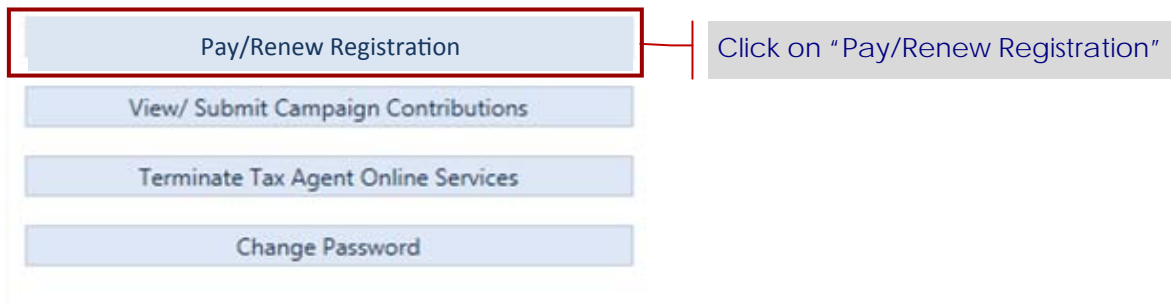 Pay/Renew Registration
Click on “Pay/Renew Registration”
View/ Submit Campaign Contributions
Terminate Tax Agent Online Services
Change Password